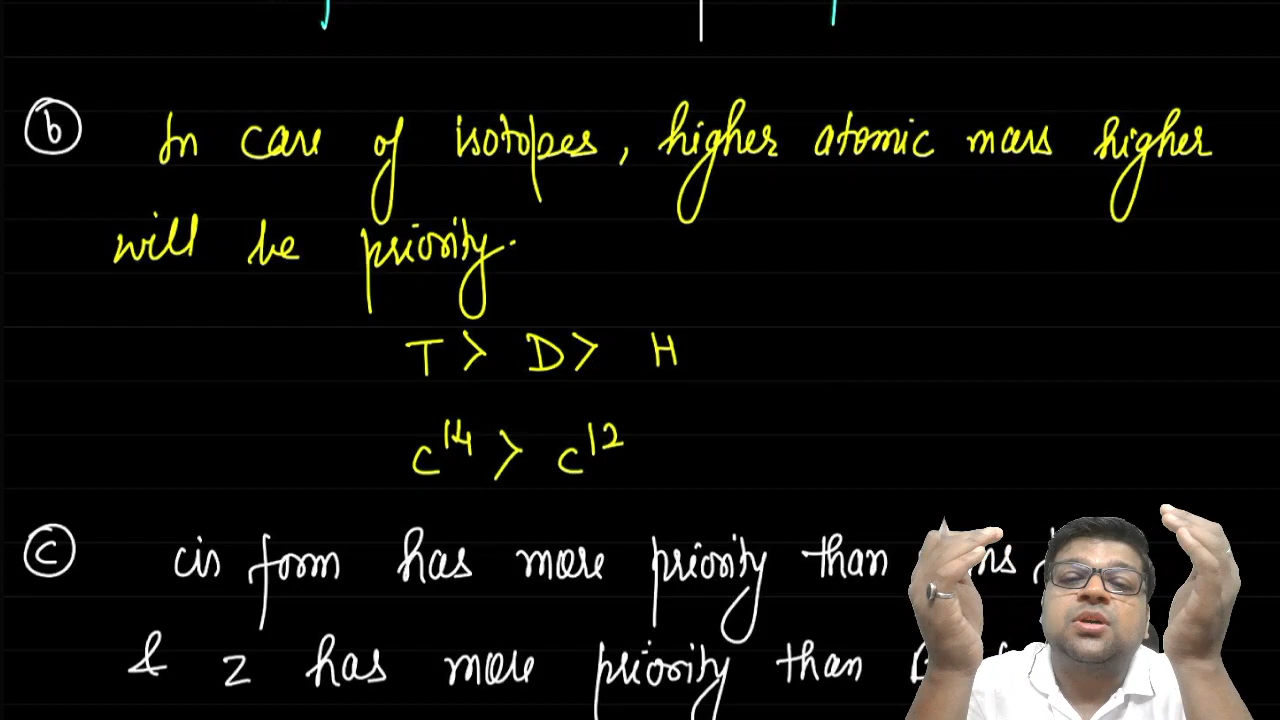 b In case of isotopes, higher atomic mass higher
will be priority.
T > D > H
C¹⁴ > C¹²
c cis form has more priority than
& Z has more priority than